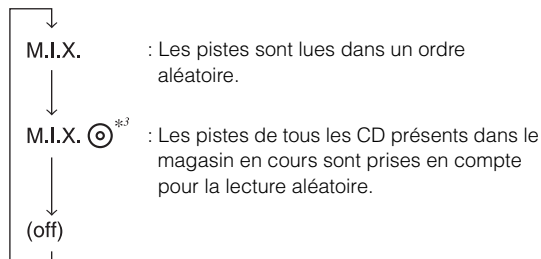 M.I.X. : Les pistes sont lues dans un ordre
aléatoire.
M.I.X. *3 : Les pistes de tous les CD présents dans le
magasin en cours sont prises en compte
pour la lecture aléatoire.
(off)